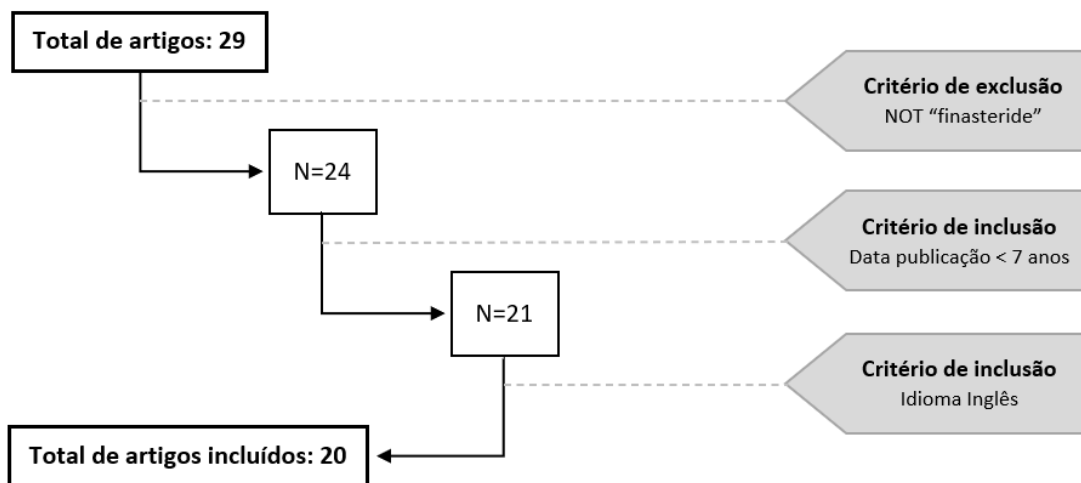 Total de artigos: 29
Critério de exclusão
NOT “finasteride”
N=24
Critério de inclusão
Data publicação < 7 anos
N=21
Critério de inclusão
Idioma Inglês
Total de artigos incluídos: 20